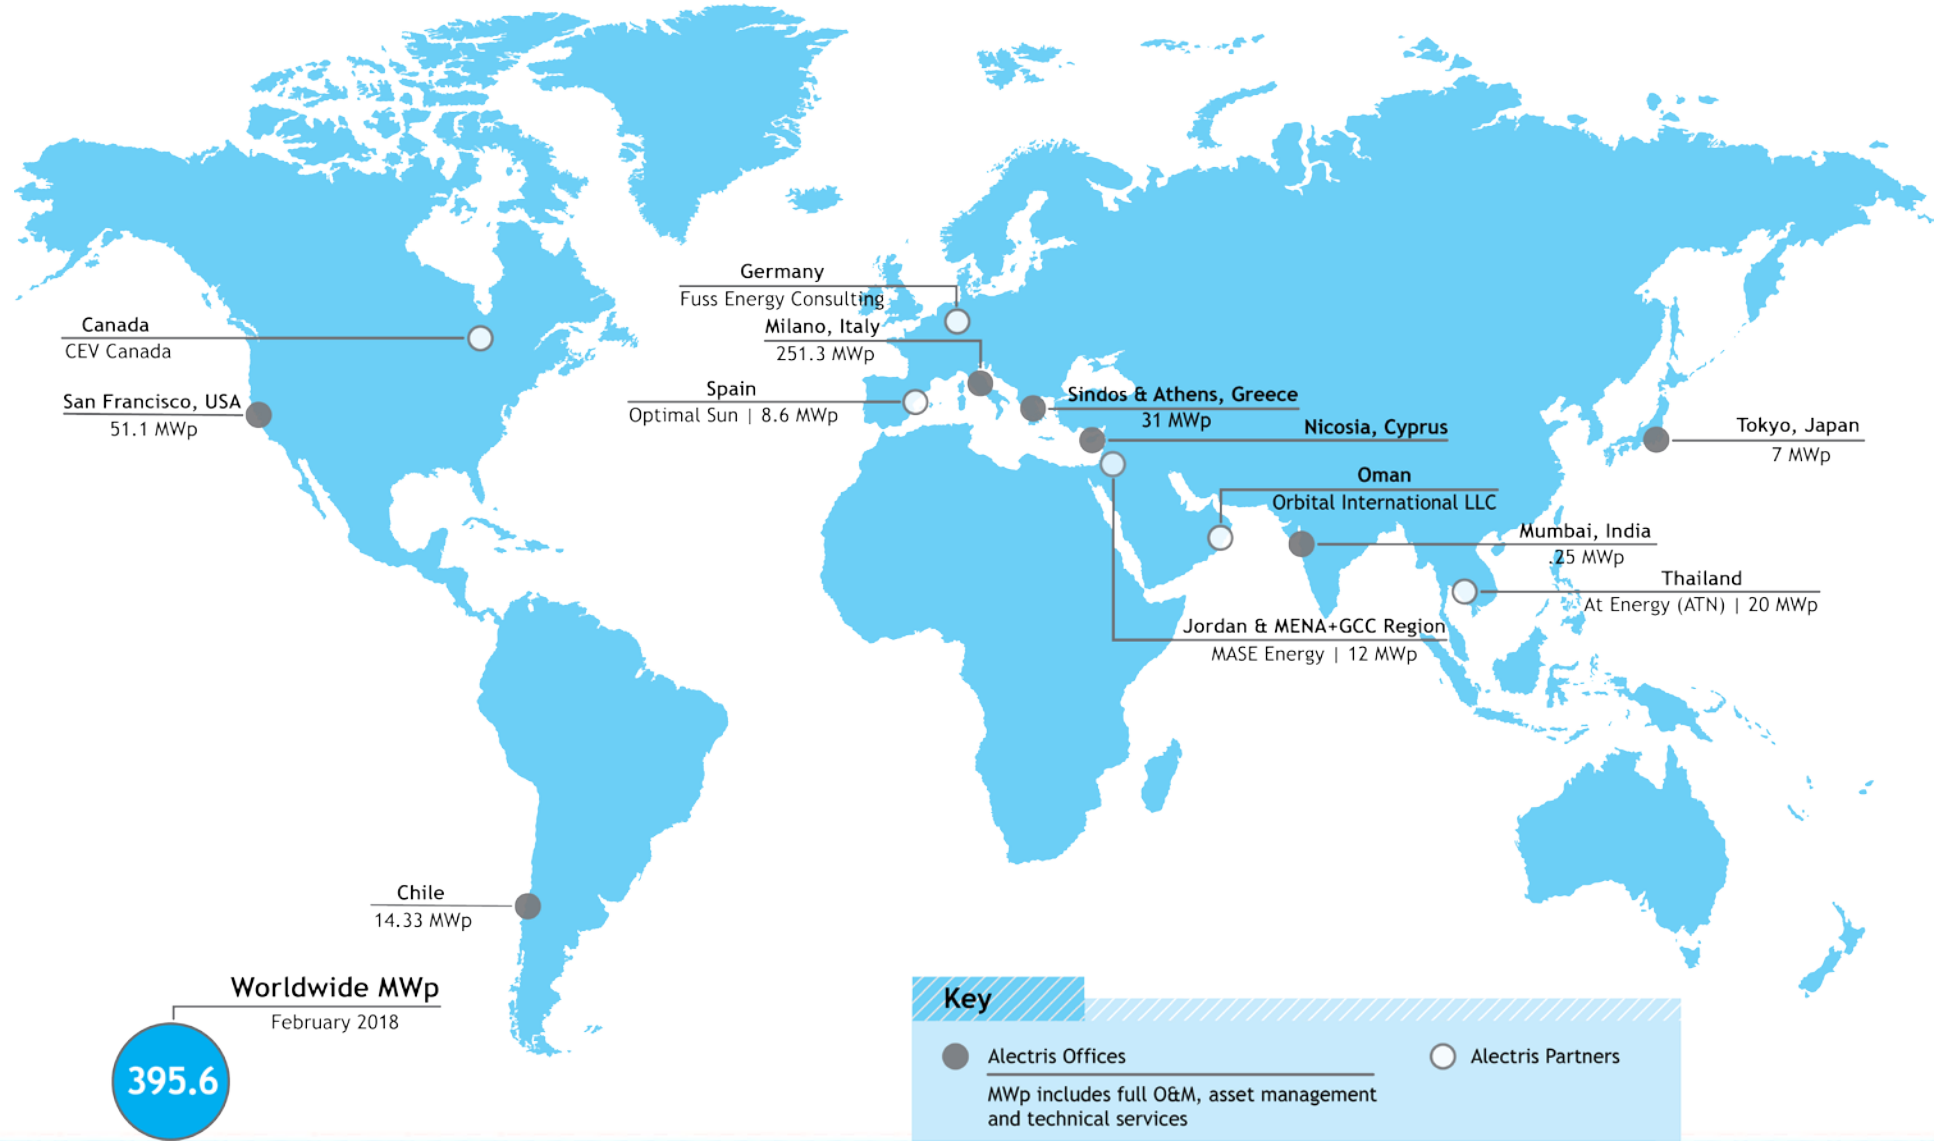 Germany
Fuss Energy Consulting
Milano, Italy
251.3 MWp
Canada
CEV Canada
San Francisco, USA
51.1 MWp
Spain
Optimal Sun | 8.6 MWp
Sindos & Athens, Greece
31 MWp
Nicosia, Cyprus
Tokyo, Japan
7 MWp
Oman
Orbital International LLC
Mumbai, India
.25 MWp
Thailand
At Energy (ATN) | 20 MWp
Jordan & MENA+GCC Region
MASE Energy | 12 MWp
Chile
14.33 MWp
Worldwide MWp
February 2018
395.6
Key
Alectris Offices
MWp includes full O&M, asset management
and technical services
Alectris Partners